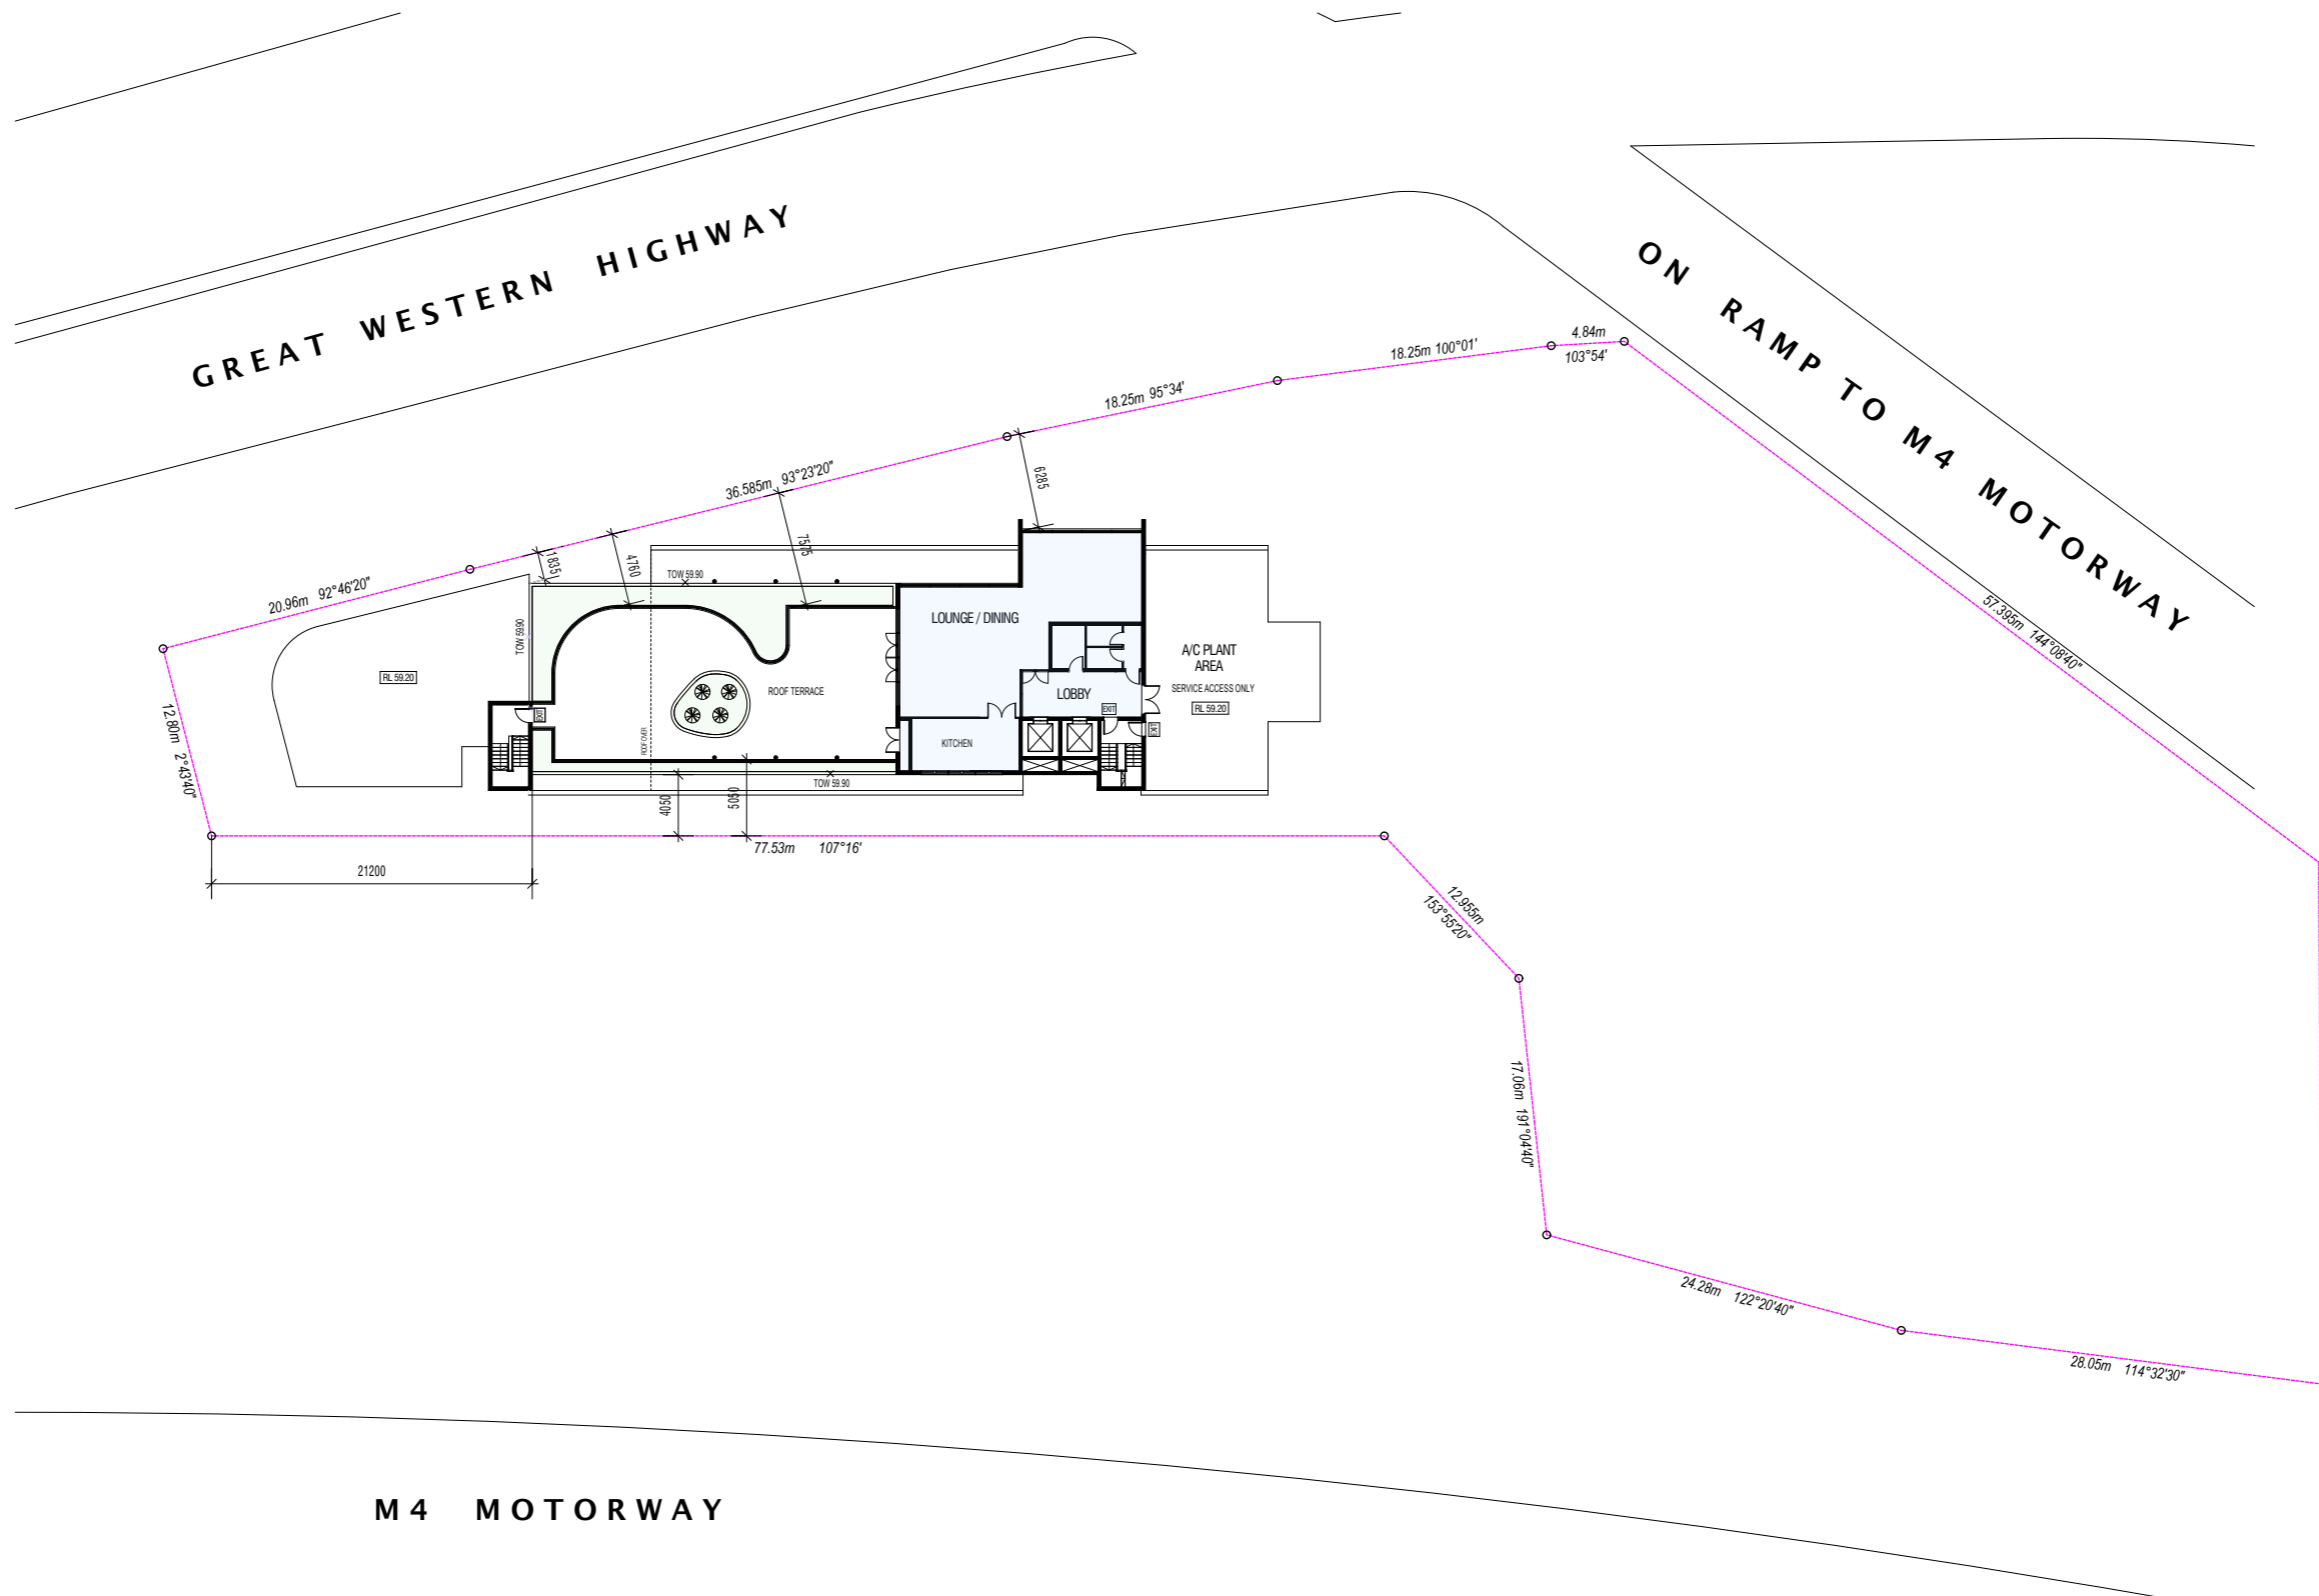 GREAT WESTERN HIGHWAY
ON RAMP TO M4 MOTORWAY
4.84m
103°54'
18.25m 100°01'
18.25m 95°34'
36.585m 93°23'20"
20.96m 92°46'20"
12.80m 2°43'40"
57.395m 144°08'40"
6285
7575
4760
1835
TOW 59.90
TOW 59.90
LOUNGE / DINING
A/C PLANT
AREA
SERVICE ACCESS ONLY
RL 59.20
RL 59.20
ROOF TERRACE
LOBBY
EXIT
EXIT
EXIT
ROOF OVER
KITCHEN
TOW 59.90
4050
5050
77.53m 107°16'
21200
12.955m
153°55'20"
17.06m 191°04'40"
24.28m 122°20'40"
28.05m 114°32'30"
M4 MOTORWAY